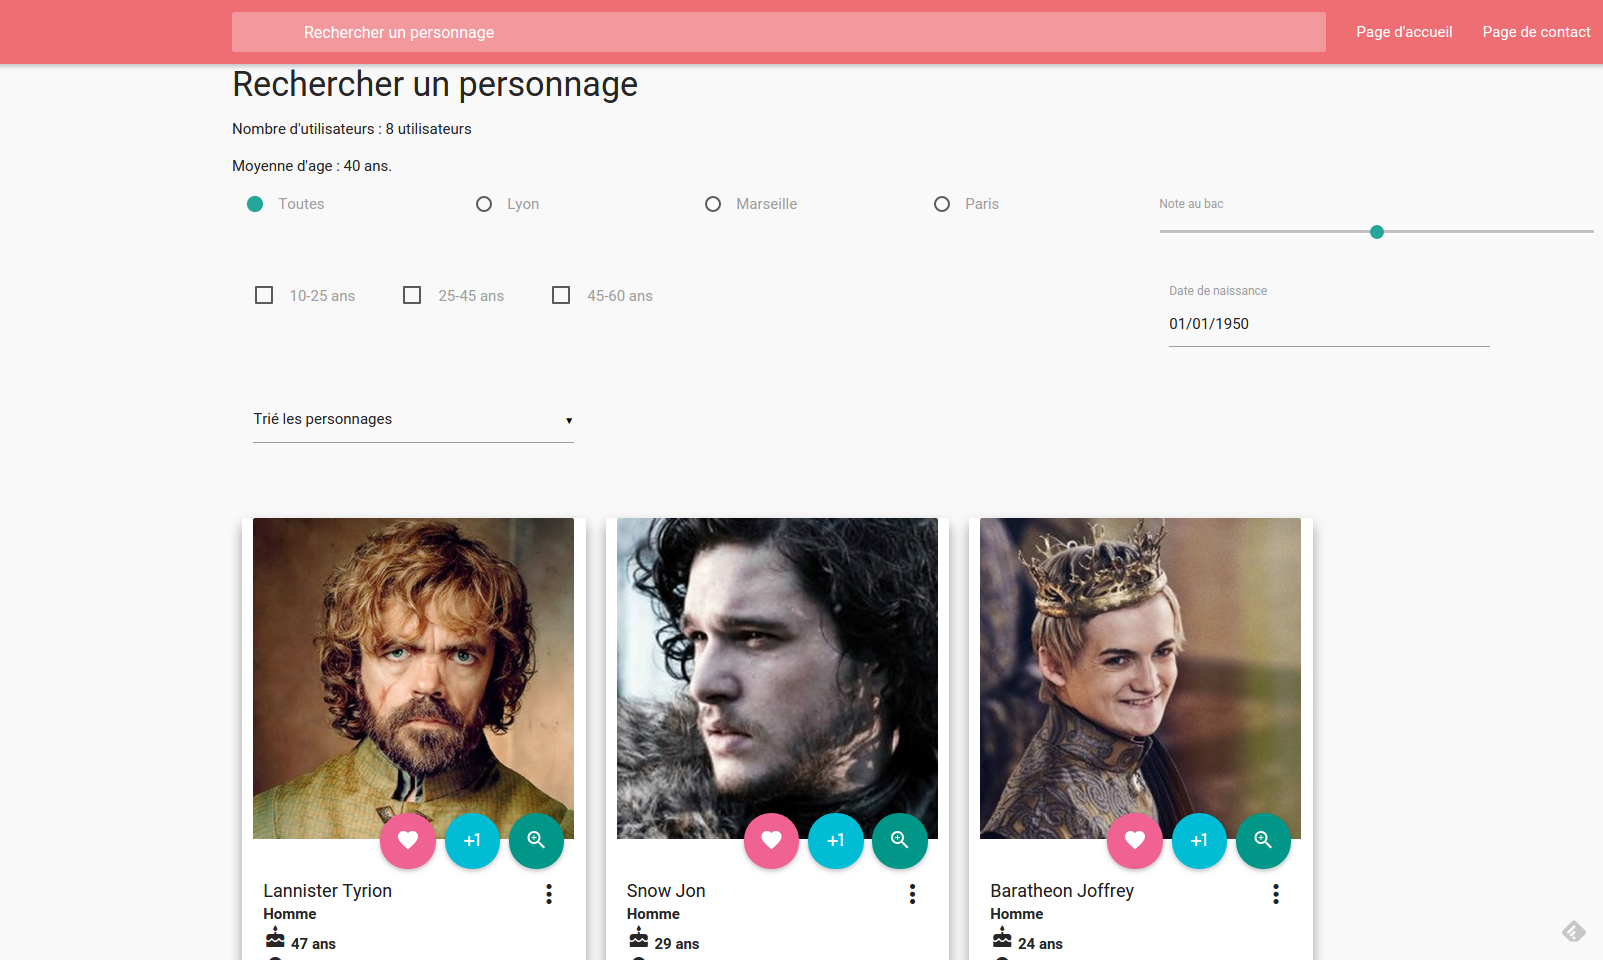 Rechercher un personnage
Page d'accueil
Page de contact
Rechercher un personnage
Nombre d'utilisateurs : 8 utilisateurs
Moyenne d'age : 40 ans.
Toutes
Lyon
Marseille
Paris
Note au bac
10-25 ans
25-45 ans
45-60 ans
Date de naissance
01/01/1950
Trié les personnages
+1
+1
+1
Lannister Tyrion
Homme
47 ans
Snow Jon
Homme
29 ans
Baratheon Joffrey
Homme
24 ans